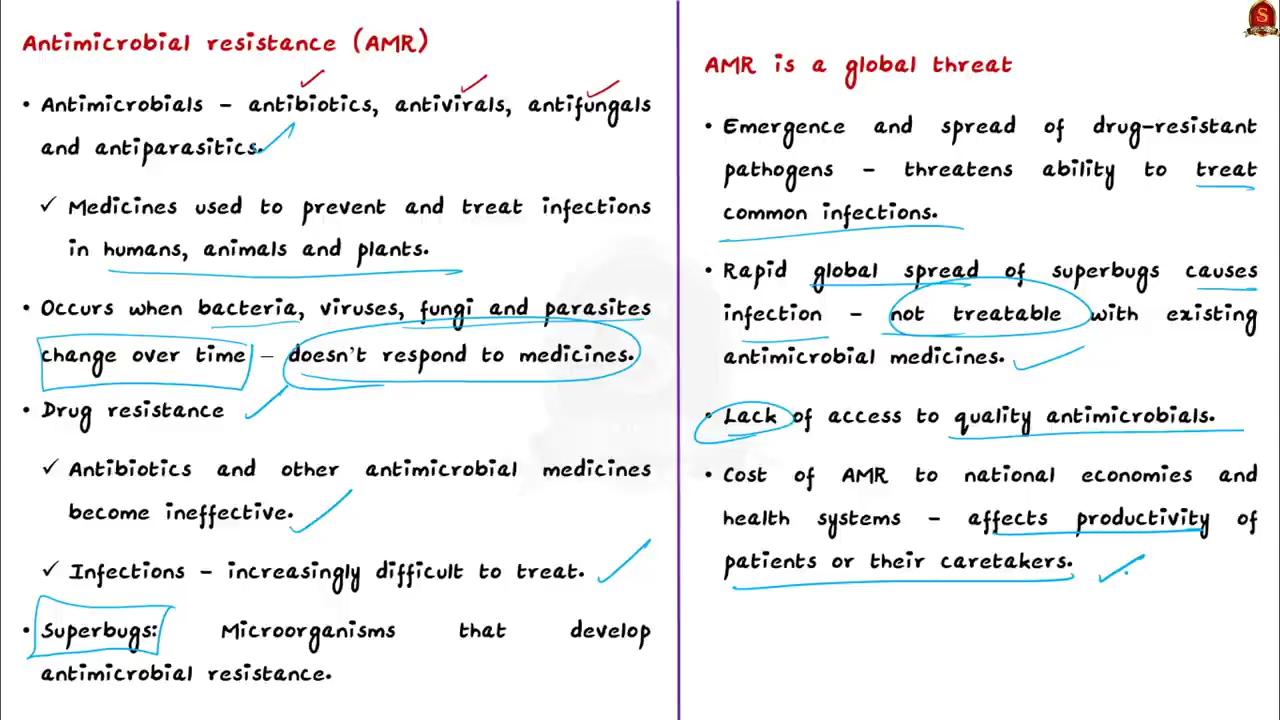 Antimicrobial resistance (AMR)
• Antimicrobials – antibiotics, antivirals, antifungals
and antiparasitics.
✓ Medicines used to prevent and treat infections
in humans, animals and plants.
• Occurs when bacteria, viruses, fungi and parasites
change over time – doesn't respond to medicines.
• Drug resistance
✓ Antibiotics and other antimicrobial medicines
become ineffective.
✓ Infections – increasingly difficult to treat.
• Superbugs: Microorganisms that develop
antimicrobial resistance.
AMR is a global threat
• Emergence and spread of drug-resistant
pathogens – threatens ability to treat
common infections.
• Rapid global spread of superbugs causes
infection – not treatable with existing
antimicrobial medicines.
• Lack of access to quality antimicrobials.
• Cost of AMR to national economies and
health systems – affects productivity of
patients or their caretakers.
S